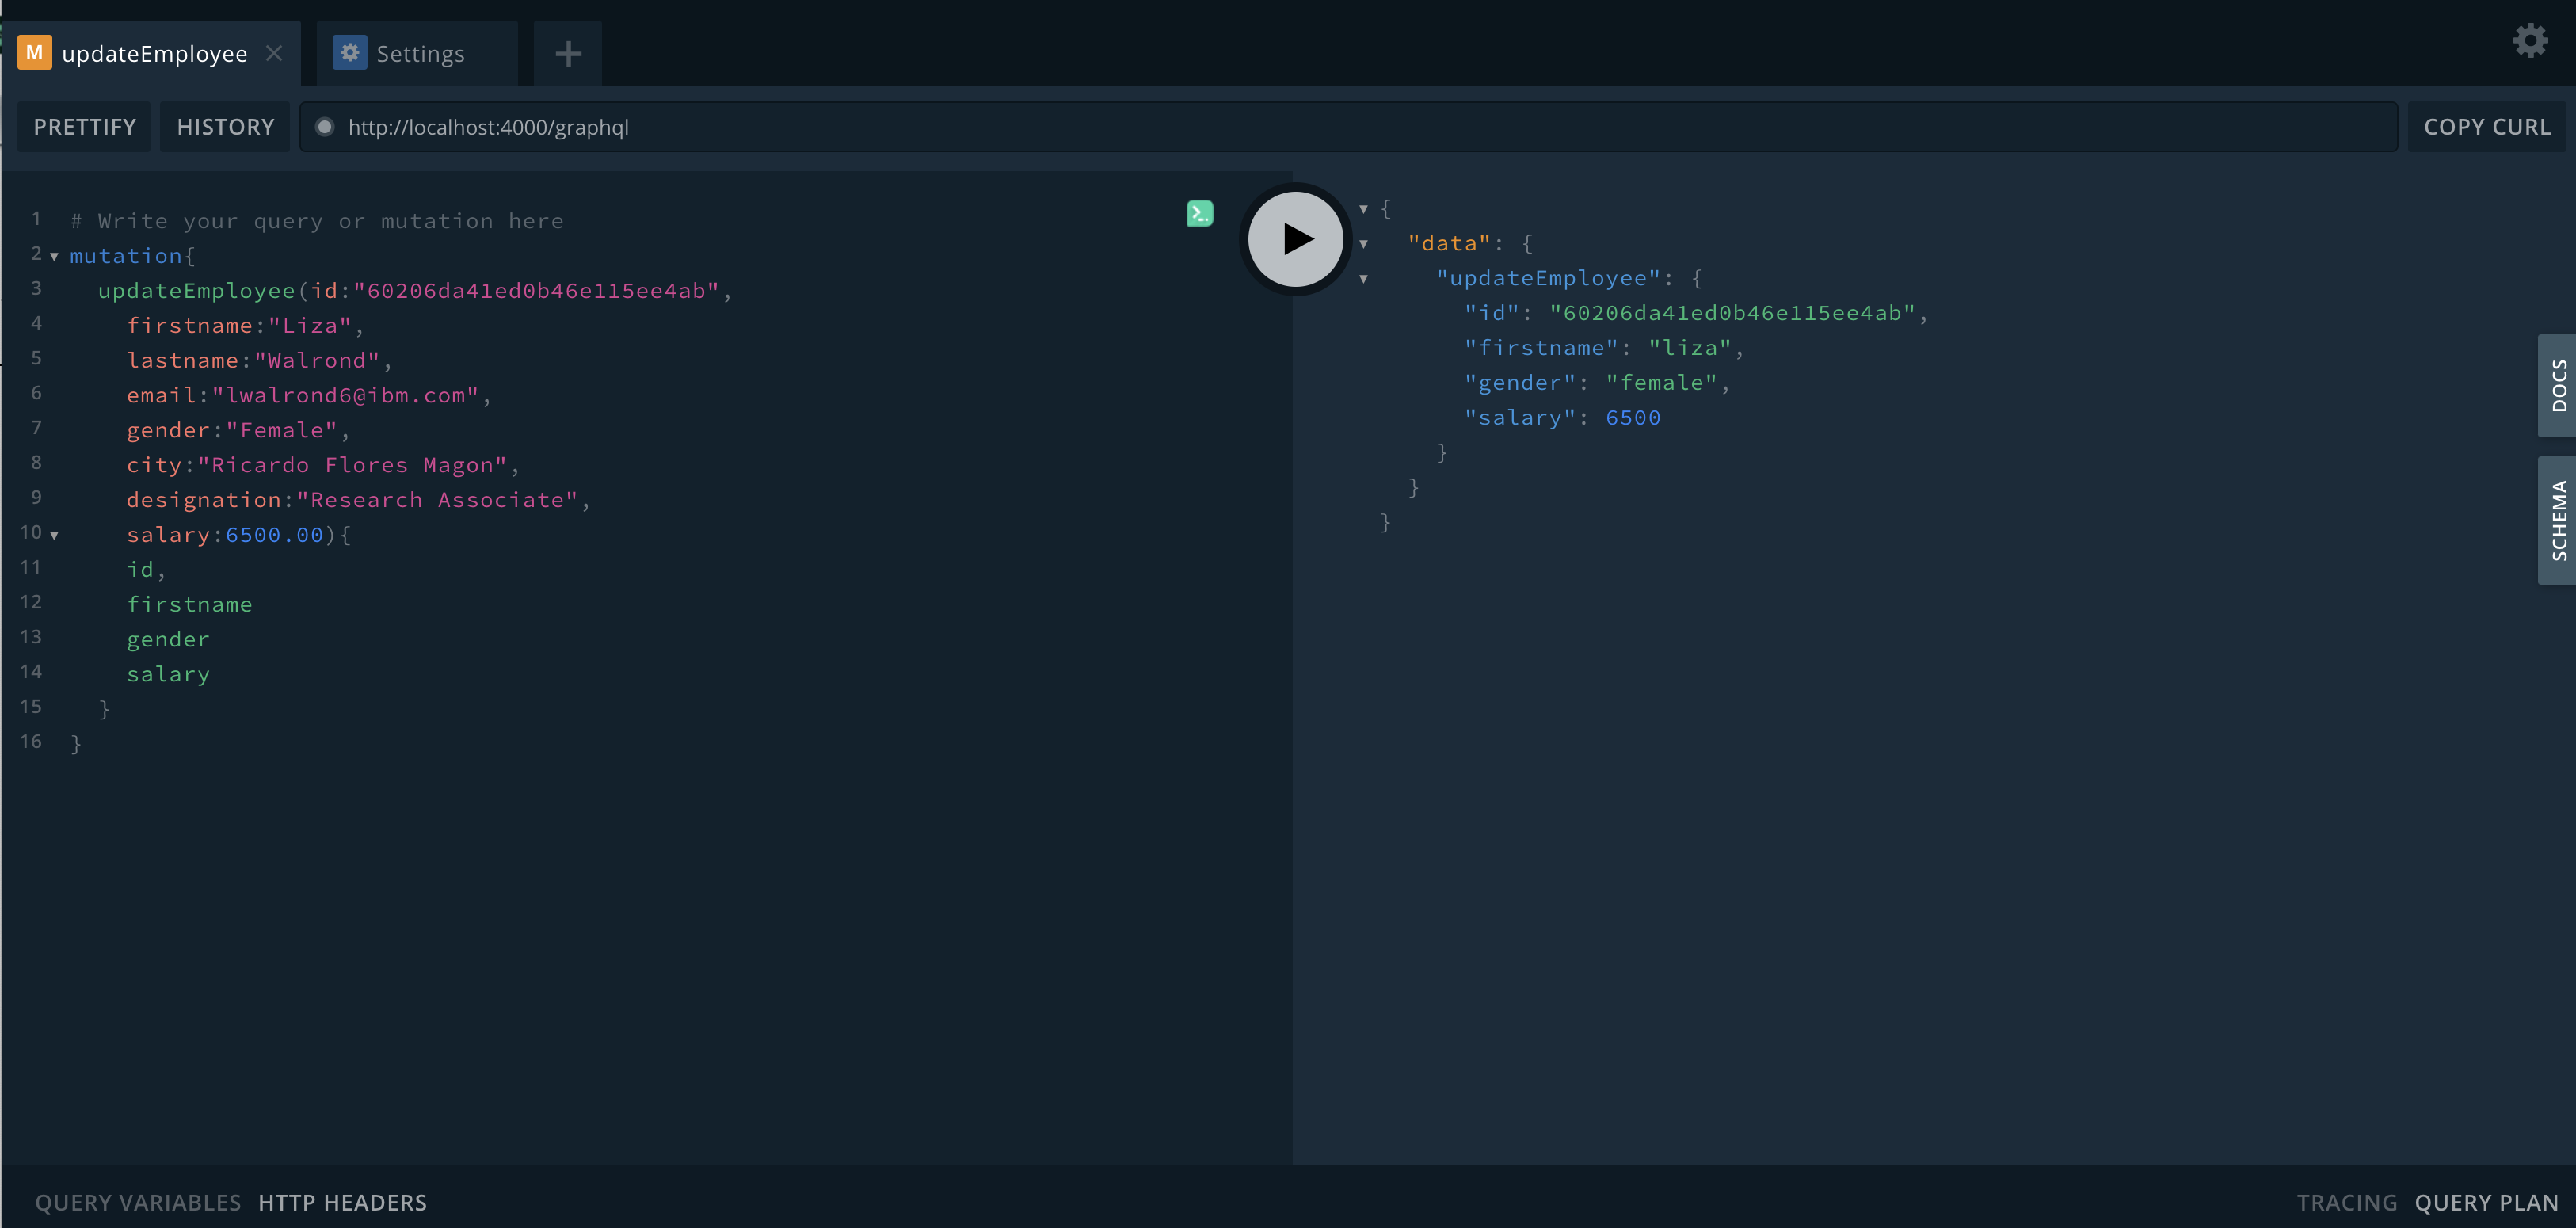 M updateEmployee × Settings +
PRETTIFY HISTORY http://localhost:4000/graphql COPY CURL
1 # Write your query or mutation here
2 mutation{
3 updateEmployee(id:"60206da41ed0b46e115ee4ab",
4 firstname:"Liza",
5 lastname:"Walrond",
6 email:"lwalrond6@ibm.com",
7 gender:"Female",
8 city:"Ricardo Flores Magon",
9 designation:"Research Associate",
10 salary:6500.00){
11 id,
12 firstname
13 gender
14 salary
15 }
16 }
{
"data": {
"updateEmployee": {
"id": "60206da41ed0b46e115ee4ab",
"firstname": "liza",
"gender": "female",
"salary": 6500
}
}
}
DOCS
SCHEMA
QUERY VARIABLES HTTP HEADERS
TRACING QUERY PLAN